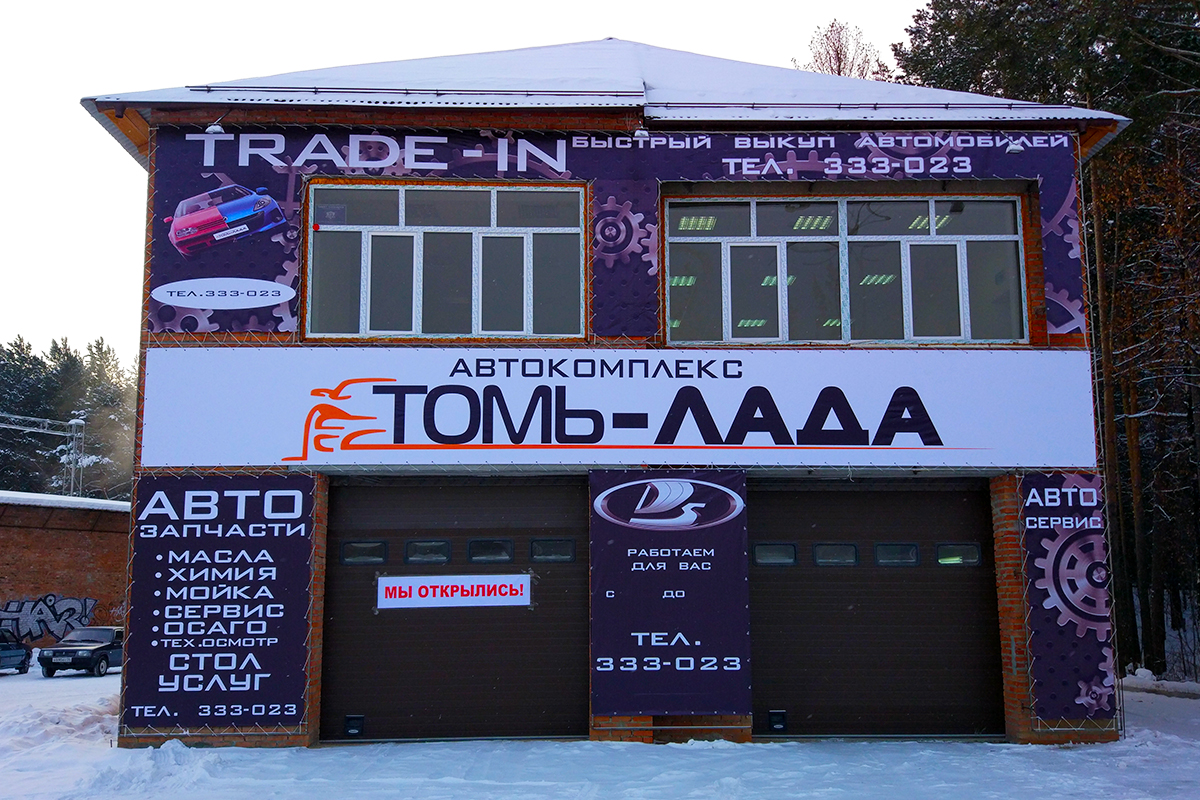 TRADE-IN
БЫСТРЫЙ ВЫКУП АВТОМОБИЛЕЙ
ТЕЛ. 333-023
ТЕЛ.333-023
АВТОКОМПЛЕКС
ТОМЬ-ЛАДА
АВТО
ЗАПЧАСТИ
• МАСЛА
• ХИМИЯ
• МОЙКА
• СЕРВИС
• ОСАГО
• ТЕХ.ОСМОТР
СТОЛ
УСЛУГ
ТЕЛ. 333-023
МЫ ОТКРЫЛИСЬ!
РАБОТАЕМ
ДЛЯ ВАС
С ДО
ТЕЛ.
333-023
АВТО
СЕРВИС